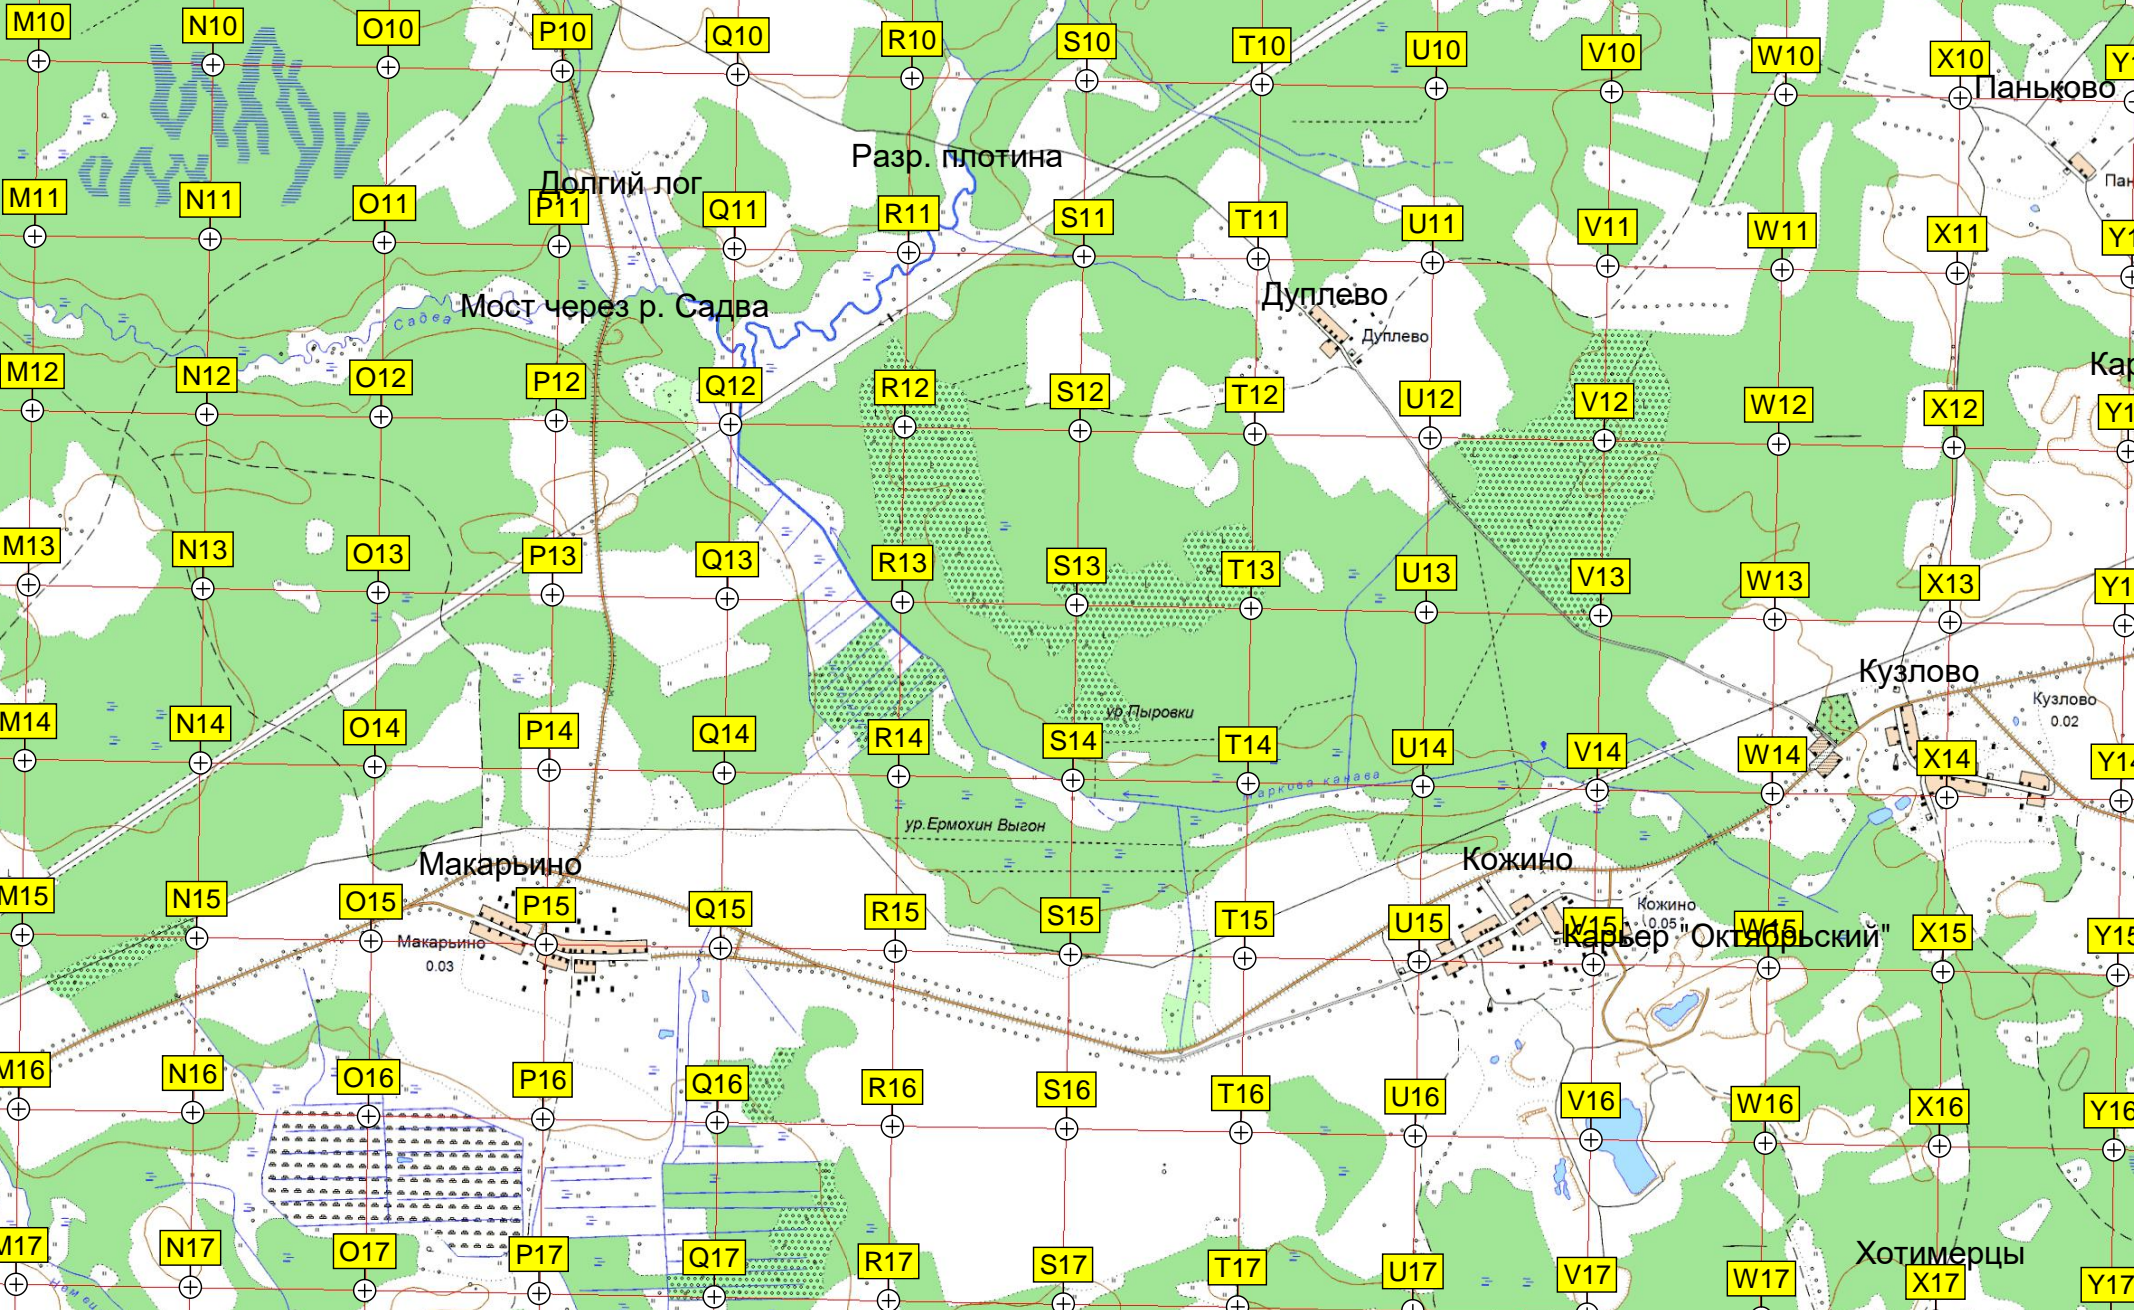 M10 N10 O10 P10 Q10 R10 S10 T10 U10 V10 W10 X10
Паньково
Разр. плотина
Долгий лог
M11 N11 O11 P11 Q11 R11 S11 T11 U11 V11 W11 X11
Дуплево
Мост через р. Садва
Садва
Дуплево
M12 N12 O12 P12 Q12 R12 S12 T12 U12 V12 W12 X12
M13 N13 O13 P13 Q13 R13 S13 T13 U13 V13 W13 X13
Кузлово
Кузлово
0.02
ур.Пыровки
M14 N14 O14 P14 Q14 R14 S14 T14 U14 V14 W14 X14 Y14
Маркова канава
ур.Ермохин Выгон
Макарьино
Кожино
M15 N15 O15 P15 Q15 R15 S15 T15 U15 V15 W15 X15 Y15
Кожино
0.05
Карьер "Октябрьский"
Макарьино
0.03
M16 N16 O16 P16 Q16 R16 S16 T16 U16 V16 W16 X16 Y16
Хотимерцы
M17 N17 O17 P17 Q17 R17 S17 T17 U17 V17 W17 X17 Y17